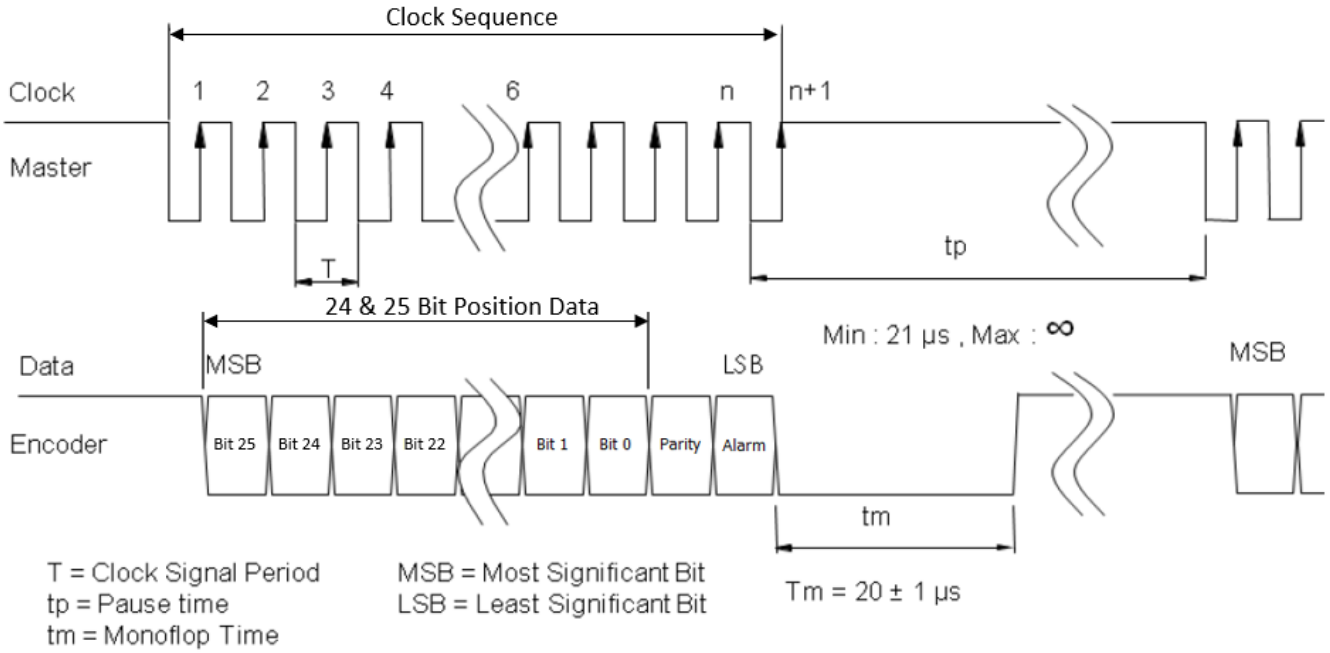 Clock Sequence
Clock 1 2 3 4 6 n n+1
Master
T
tp
24 & 25 Bit Position Data
Min : 21 µs , Max : ∞
Data MSB LSB MSB
Encoder Bit 25 Bit 24 Bit 23 Bit 22 Bit 1 Bit 0 Parity Alarm
tm
T = Clock Signal Period MSB = Most Significant Bit
tp = Pause time LSB = Least Significant Bit
Tm = 20 ± 1 µs
tm = Monoflop Time